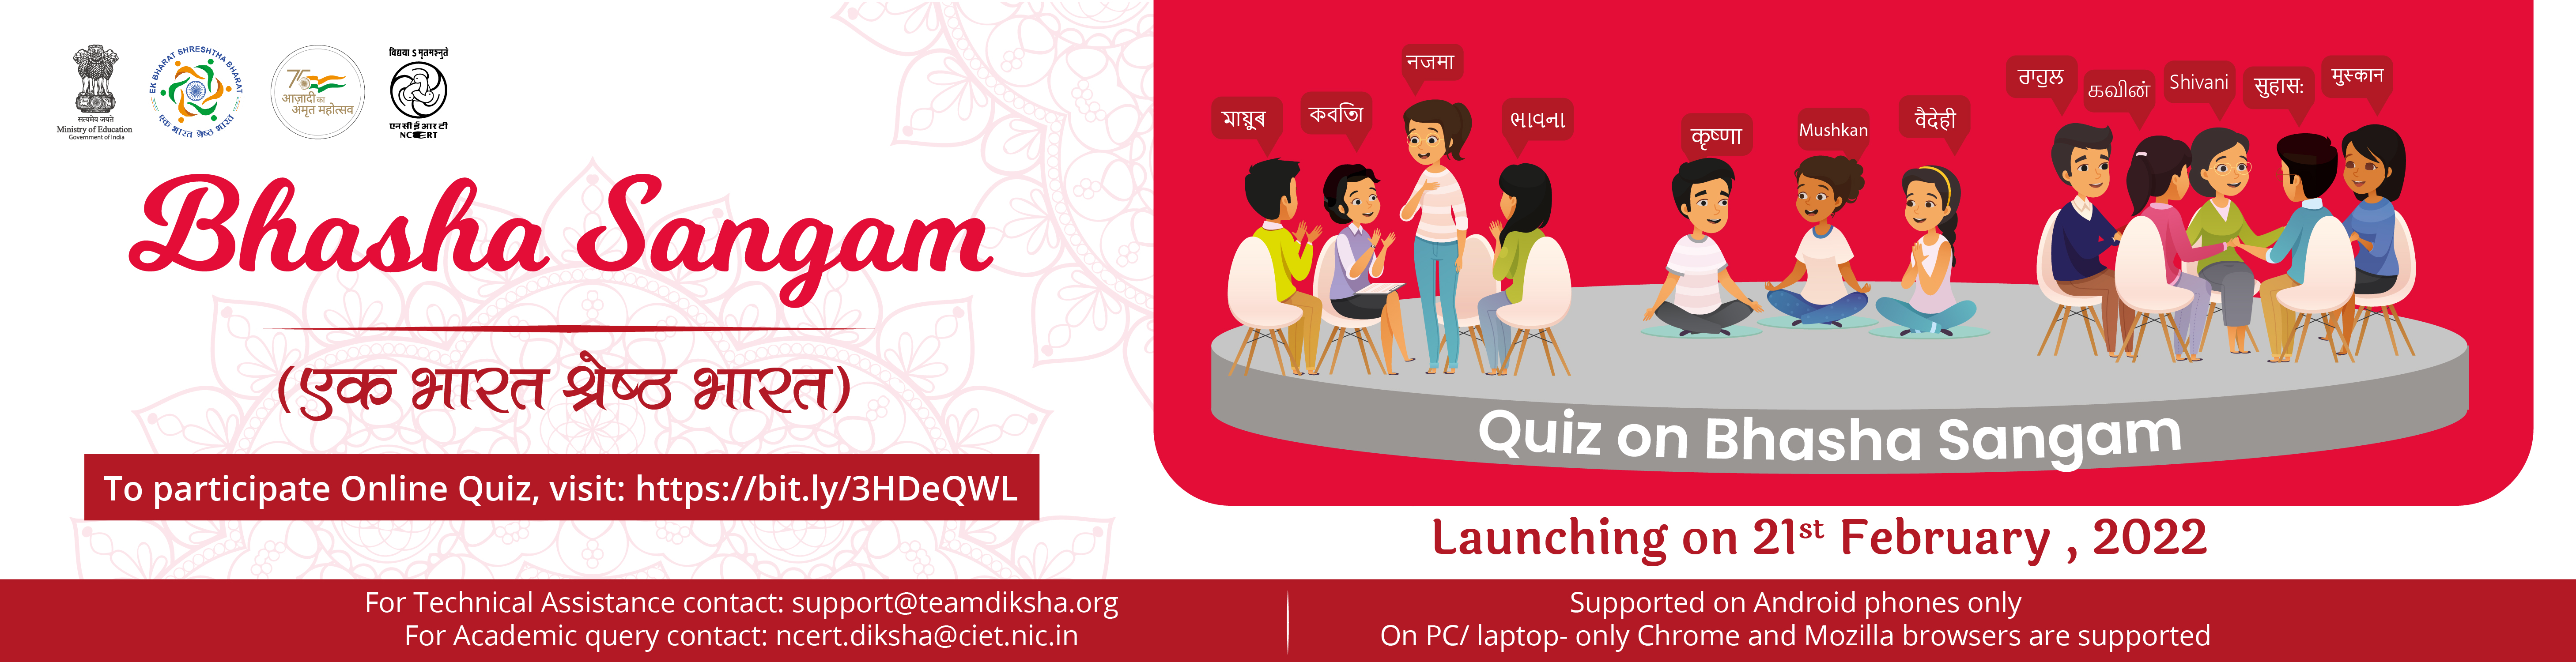 सत्यमेव जयते
Ministry of Education
Government of India
EK BHARAT SHRESHTHA BHARAT
एक भारत श्रेष्ठ भारत
75
आज़ादी का
अमृत महोत्सव
विद्यया ऽ मृतमश्नुते
एन सी ई आर टी
NCERT
Bhasha Sangam
(एक भारत श्रेष्ठ भारत)
To participate Online Quiz, visit: https://bit.ly/3HDeQWL
मায়ুৰ
कवतिा
नजमा
ભાવના
कृष्णा
Mushkan
वैदेही
ਰਾਹੁਲ
கவின்
Shivani
सुहास:
मुस्कान
Quiz on Bhasha Sangam
Launching on 21st February , 2022
For Technical Assistance contact: support@teamdiksha.org
For Academic query contact: ncert.diksha@ciet.nic.in
Supported on Android phones only
On PC/ laptop- only Chrome and Mozilla browsers are supported